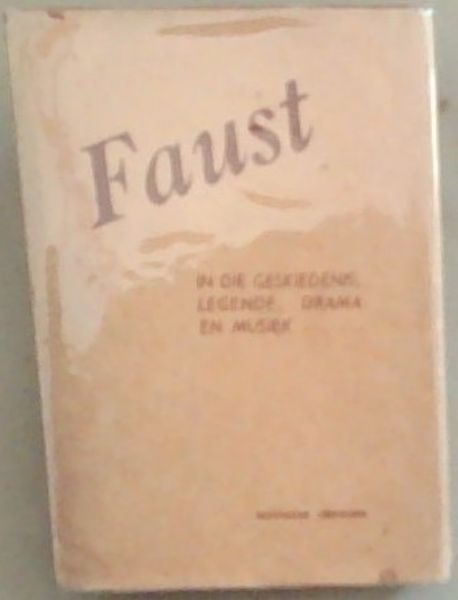 Faust
IN DIE GESKIEDENIS,
LEGENDE, DRAMA
EN MUSIEK